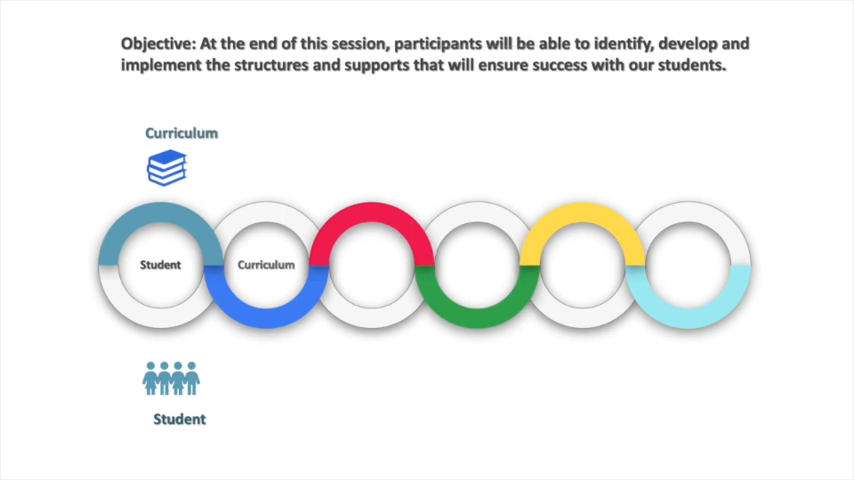 Objective: At the end of this session, participants will be able to identify, develop and
implement the structures and supports that will ensure success with our students.
Curriculum
Student
Curriculum
Student